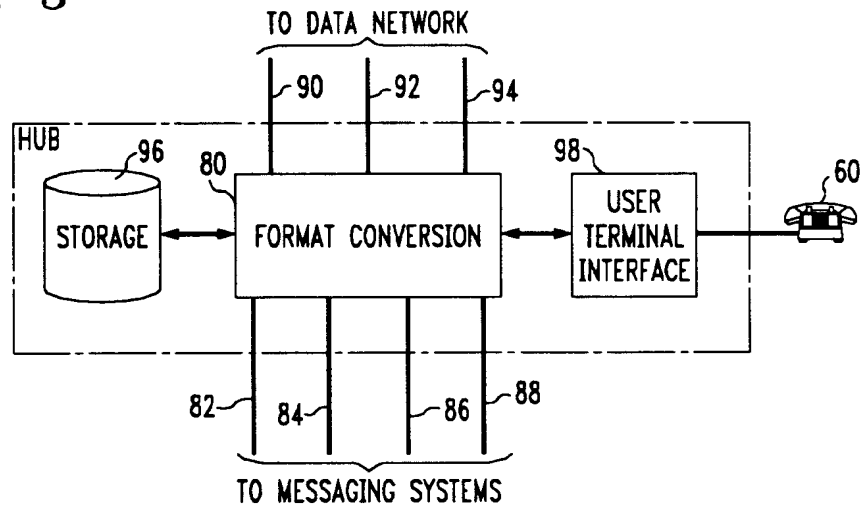 TO DATA NETWORK
90
92
94
HUB
96
80
98
60
STORAGE
FORMAT CONVERSION
USER
TERMINAL
INTERFACE
82
84
86
88
TO MESSAGING SYSTEMS